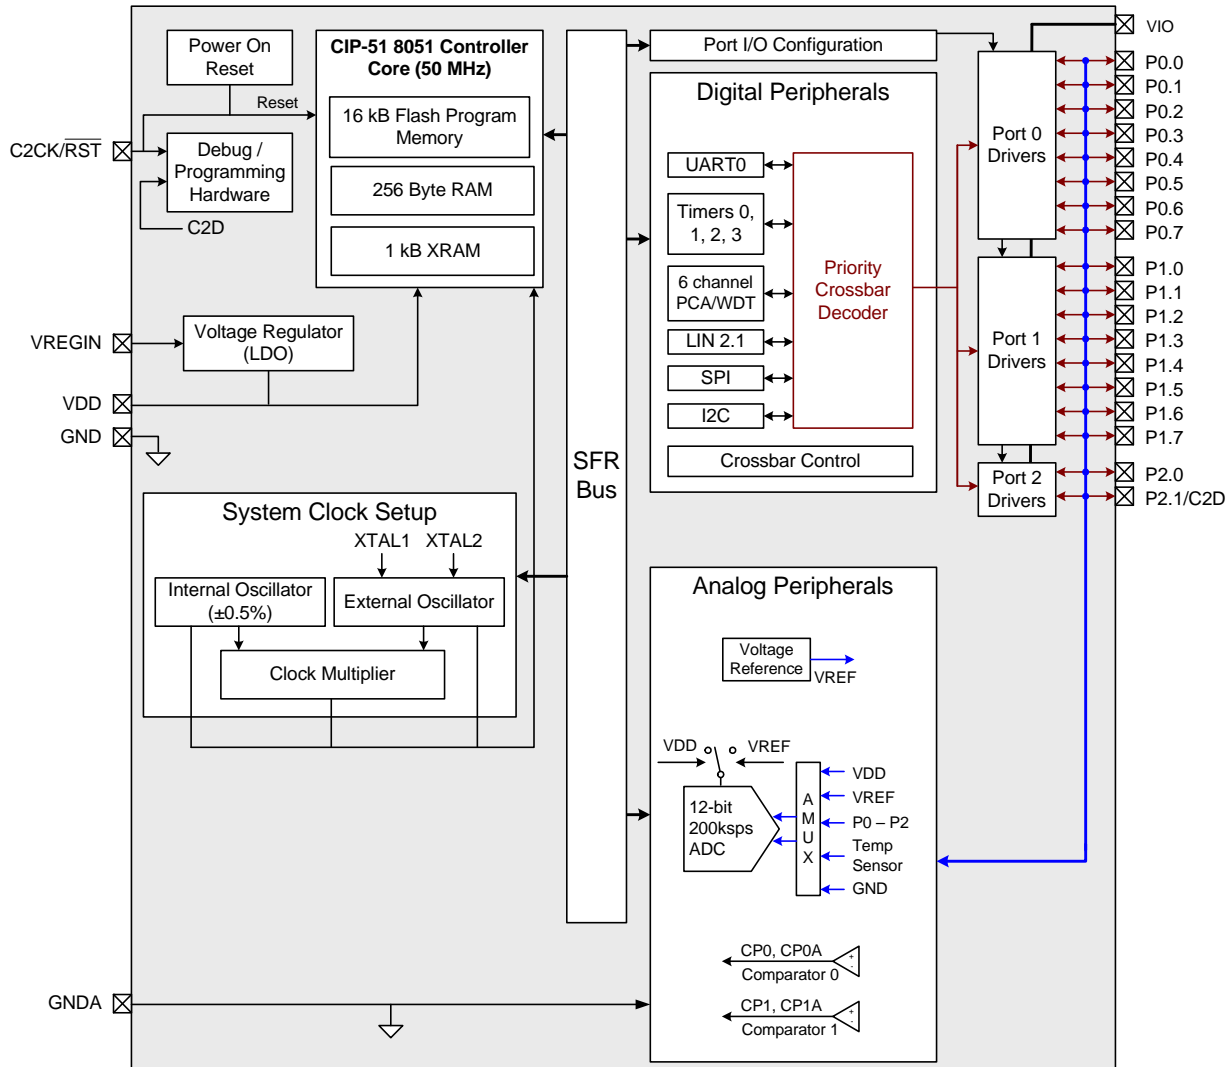 Power On
Reset
Reset
C2CK/RST
Debug /
Programming
Hardware
C2D
CIP-51 8051 Controller
Core (50 MHz)
16 kB Flash Program
Memory
256 Byte RAM
1 kB XRAM
VREGIN
Voltage Regulator
(LDO)
VDD
GND
System Clock Setup
XTAL1 XTAL2
Internal Oscillator
(±0.5%)
External Oscillator
Clock Multiplier
GNDA
SFR
Bus
Port I/O Configuration
Digital Peripherals
UART0
Timers 0,
1, 2, 3
6 channel
PCA/WDT
LIN 2.1
SPI
I2C
Priority
Crossbar
Decoder
Crossbar Control
Port 0
Drivers
Port 1
Drivers
Port 2
Drivers
VIO
P0.0
P0.1
P0.2
P0.3
P0.4
P0.5
P0.6
P0.7
P1.0
P1.1
P1.2
P1.3
P1.4
P1.5
P1.6
P1.7
P2.0
P2.1/C2D
Analog Peripherals
Voltage
Reference
VREF
VDD VREF
12-bit
200ksps
ADC
A
M
U
X
VDD
VREF
P0 – P2
Temp
Sensor
GND
CP0, CP0A
+
-
Comparator 0
CP1, CP1A
+
-
Comparator 1